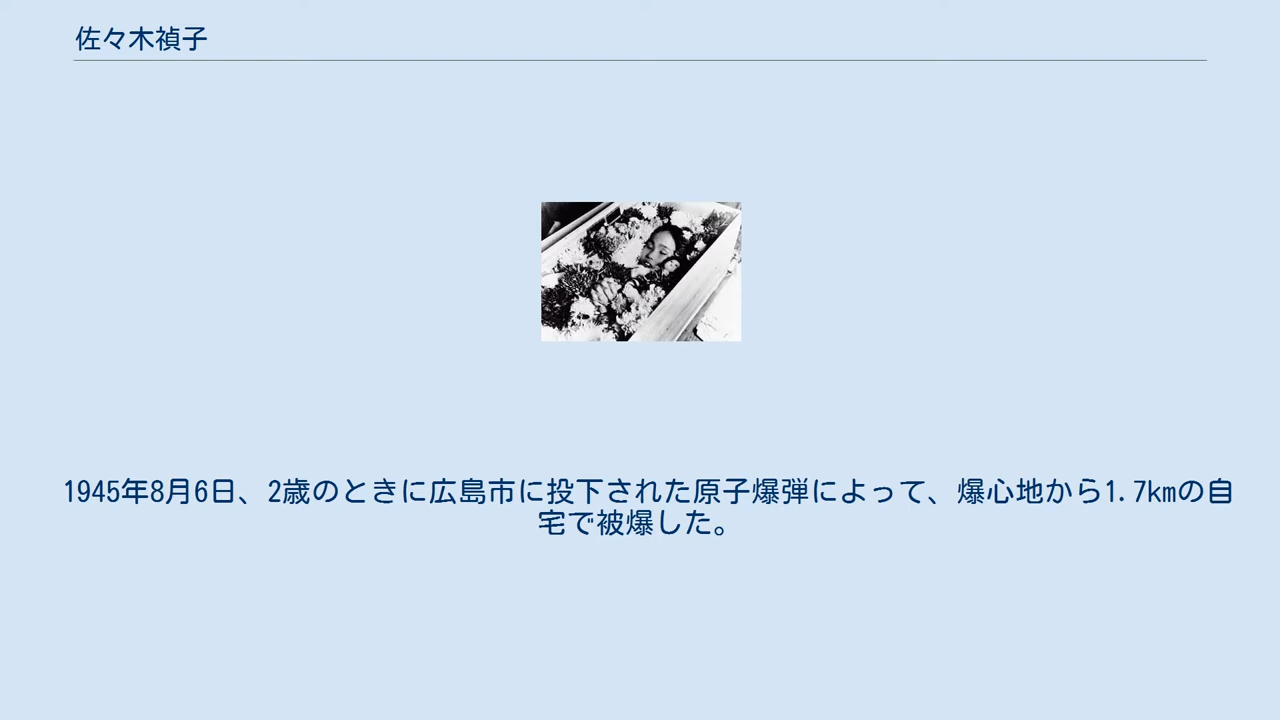 佐々木禎子
1945年8月6日、2歳のときに広島市に投下された原子爆弾によって、爆心地から1.7kmの自
宅で被爆した。